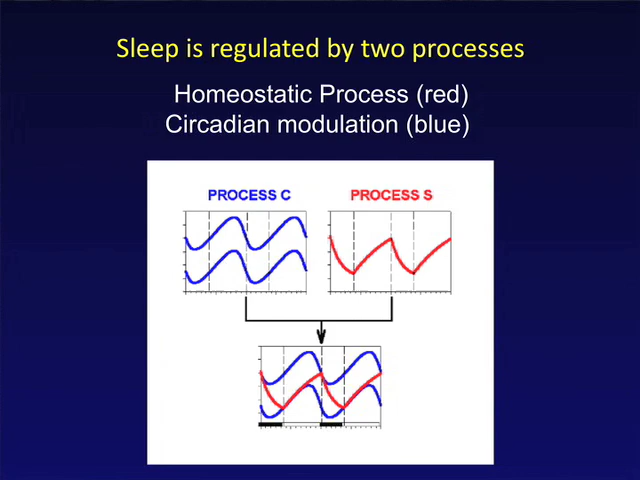 Sleep is regulated by two processes
Homeostatic Process (red)
Circadian modulation (blue)
PROCESS C
PROCESS S